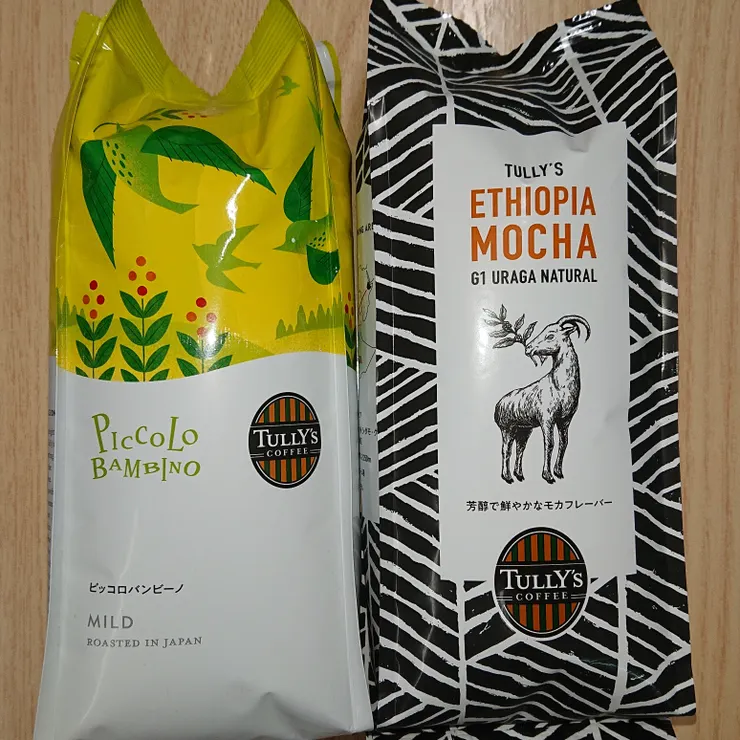 PICCOLO
BAMBINO
TULLY'S
COFFEE
ピッコロバンビーノ
MILD
ROASTED IN JAPAN
TULLY'S
ETHIOPIA
MOCHA
G1 URAGA NATURAL
芳醇で鮮やかなモカフレーバー
TULLY'S
COFFEE